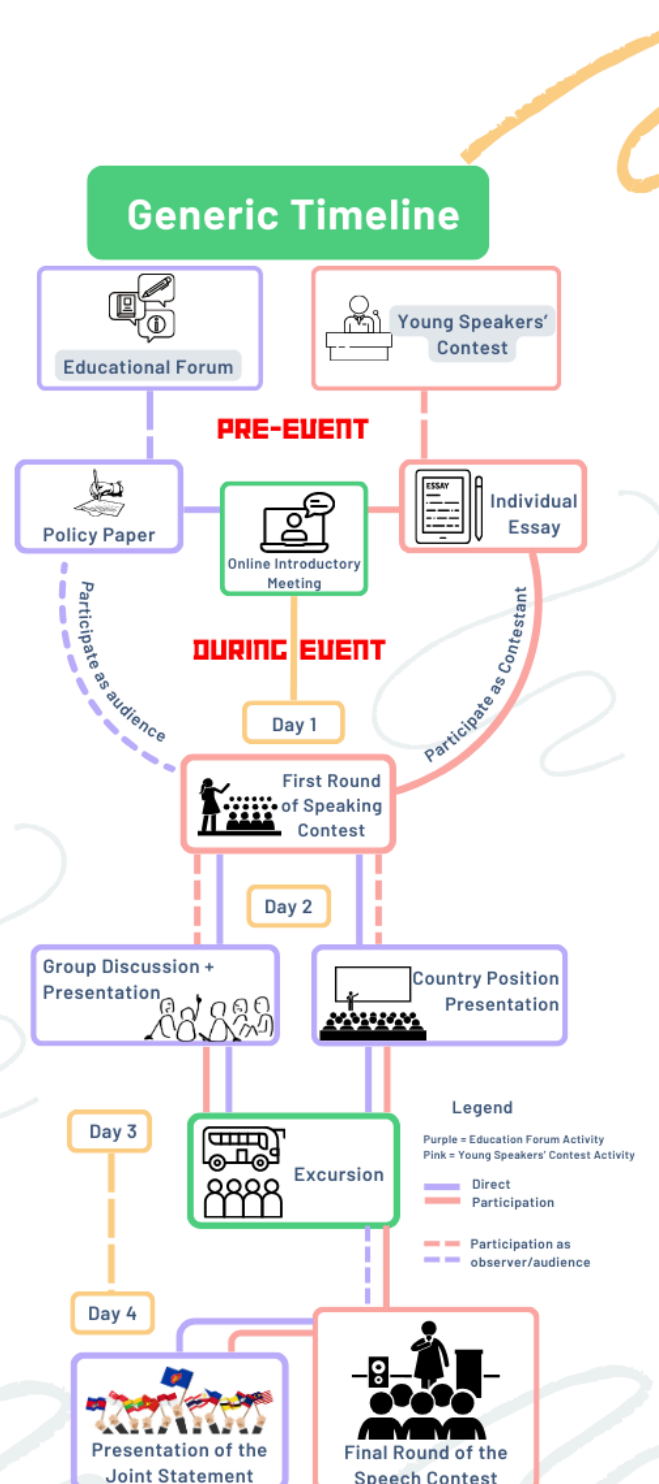 Generic Timeline
Educational Forum
Young Speakers'
Contest
PRE-EVENT
Policy Paper
Online Introductory
Meeting
ESSAY
Individual
Essay
Participate as audience
DURING EVENT
Participate as Contestant
Day 1
First Round
of Speaking
Contest
Day 2
Group Discussion +
Presentation
Country Position
Presentation
Day 3
Excursion
Legend
Purple = Education Forum Activity
Pink = Young Speakers' Contest Activity
Direct
Participation
Participation as
observer/audience
Day 4
Presentation of the
Joint Statement
Final Round of the
Speech Contest